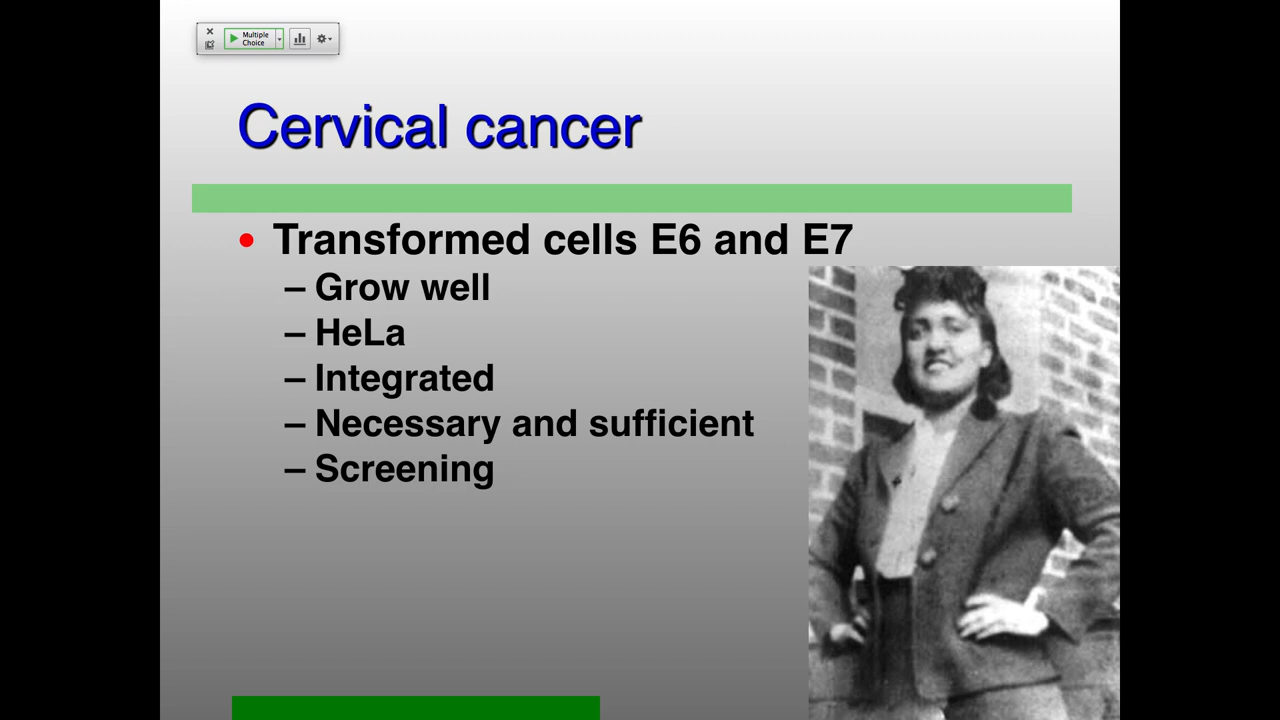 Multiple
Choice
Cervical cancer
• Transformed cells E6 and E7
– Grow well
– HeLa
– Integrated
– Necessary and sufficient
– Screening